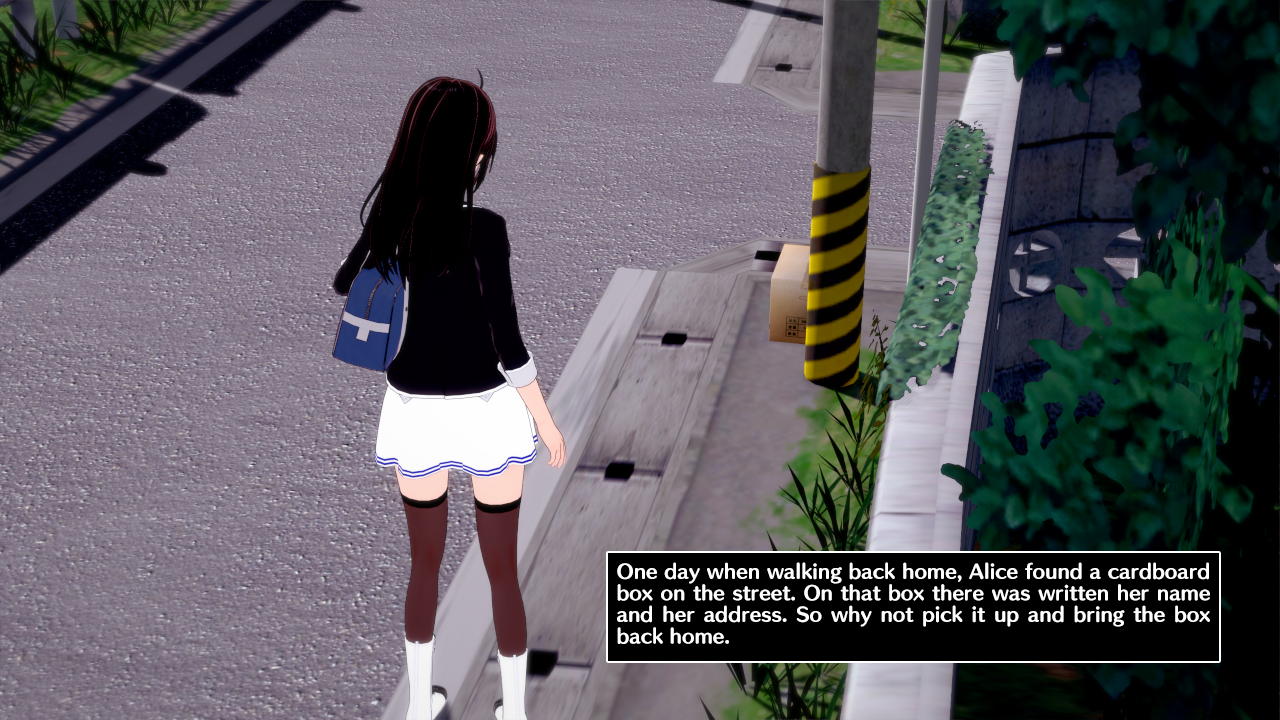 One day when walking back home, Alice found a cardboard
box on the street. On that box there was written her name
and her address. So why not pick it up and bring the box
back home.